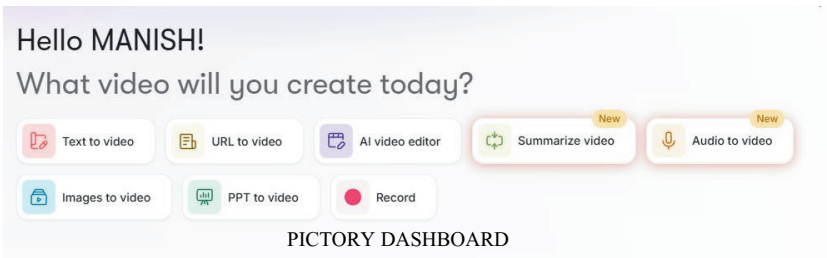 Hello MANISH!
What video will you create today?
New New
Text to video URL to video AI video editor Summarize video Audio to video
Images to video PPT to video Record
PICTORY DASHBOARD